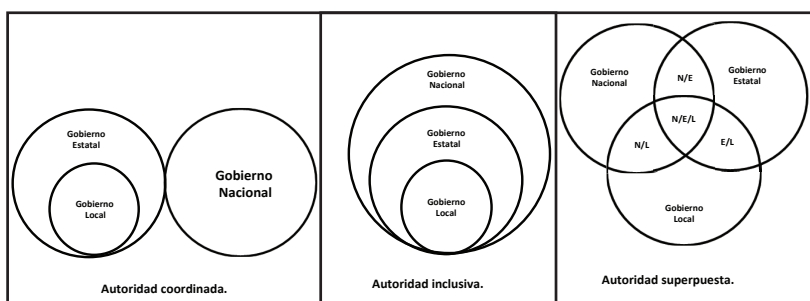 Gobierno
Estatal
Gobierno
Local
Gobierno
Nacional
Autoridad coordinada.
Gobierno
Nacional
Gobierno
Estatal
Gobierno
Local
Autoridad inclusiva.
Gobierno
Nacional
N/E
Gobierno
Estatal
N/E/L
N/L
E/L
Gobierno
Local
Autoridad superpuesta.